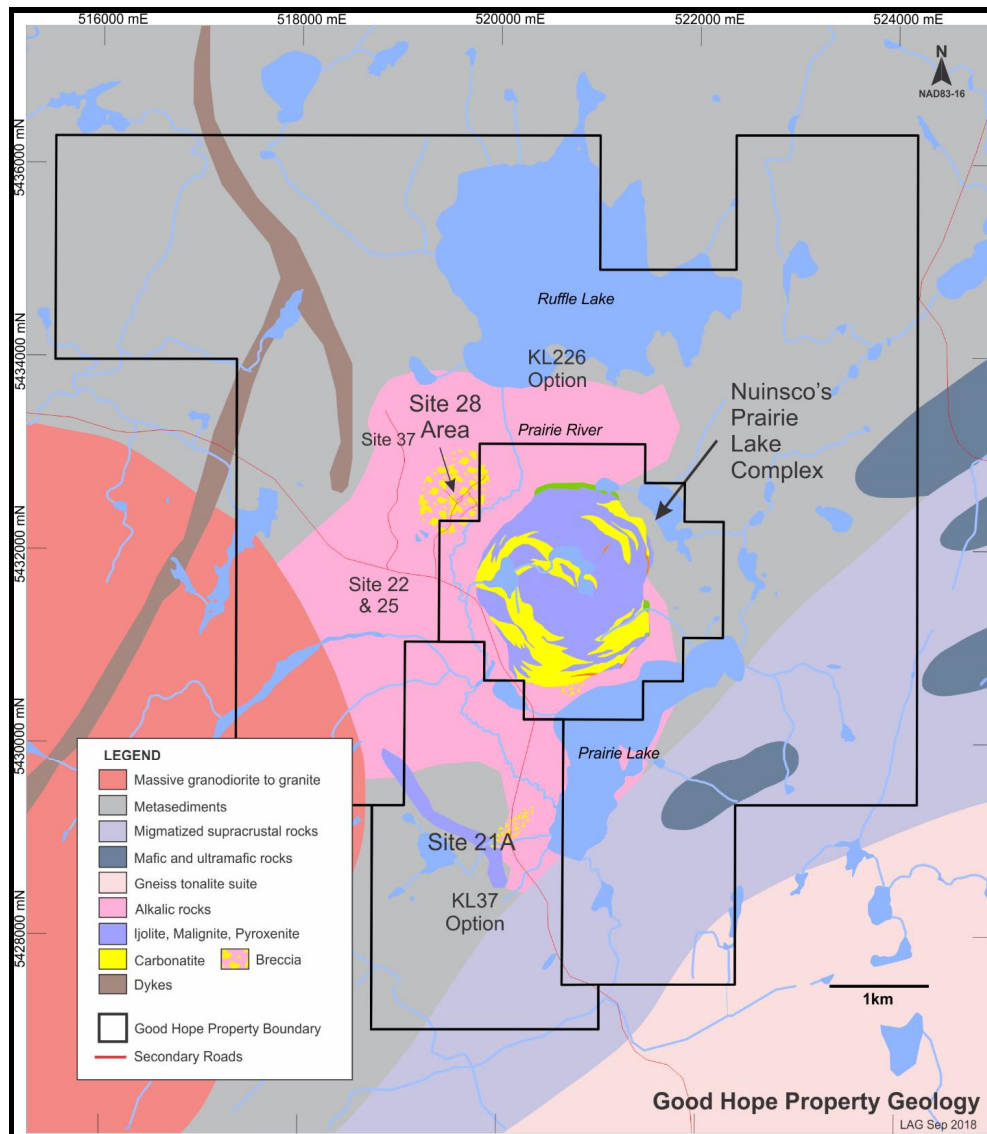 516000 mE
518000 mE
520000 mE
522000 mE
524000 mE
N
NAD83-16
5436000 mN
5434000 mN
5432000 mN
5430000 mN
5428000 mN
Ruffle Lake
KL226
Option
Nuinsco's
Prairie
Lake
Complex
Site 28
Area
Site 37
Prairie River
Site 22
& 25
Prairie Lake
Site 21A
KL37
Option
LEGEND
Massive granodiorite to granite
Metasediments
Migmatized supracrustal rocks
Mafic and ultramafic rocks
Gneiss tonalite suite
Alkalic rocks
Ijolite, Malignite, Pyroxenite
Carbonatite
Breccia
Dykes
Good Hope Property Boundary
Secondary Roads
1km
Good Hope Property Geology
LAG Sep 2018